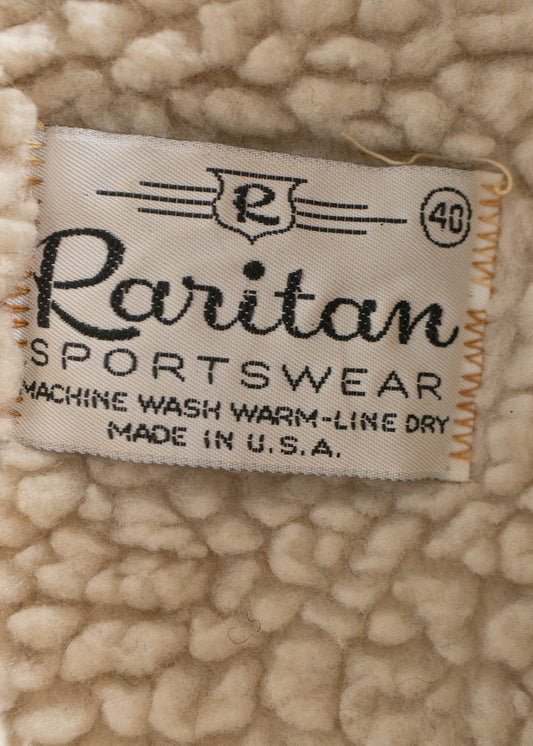 R
40
Raritan
SPORTSWEAR
MACHINE WASH WARM-LINE DRY
MADE IN U.S.A.